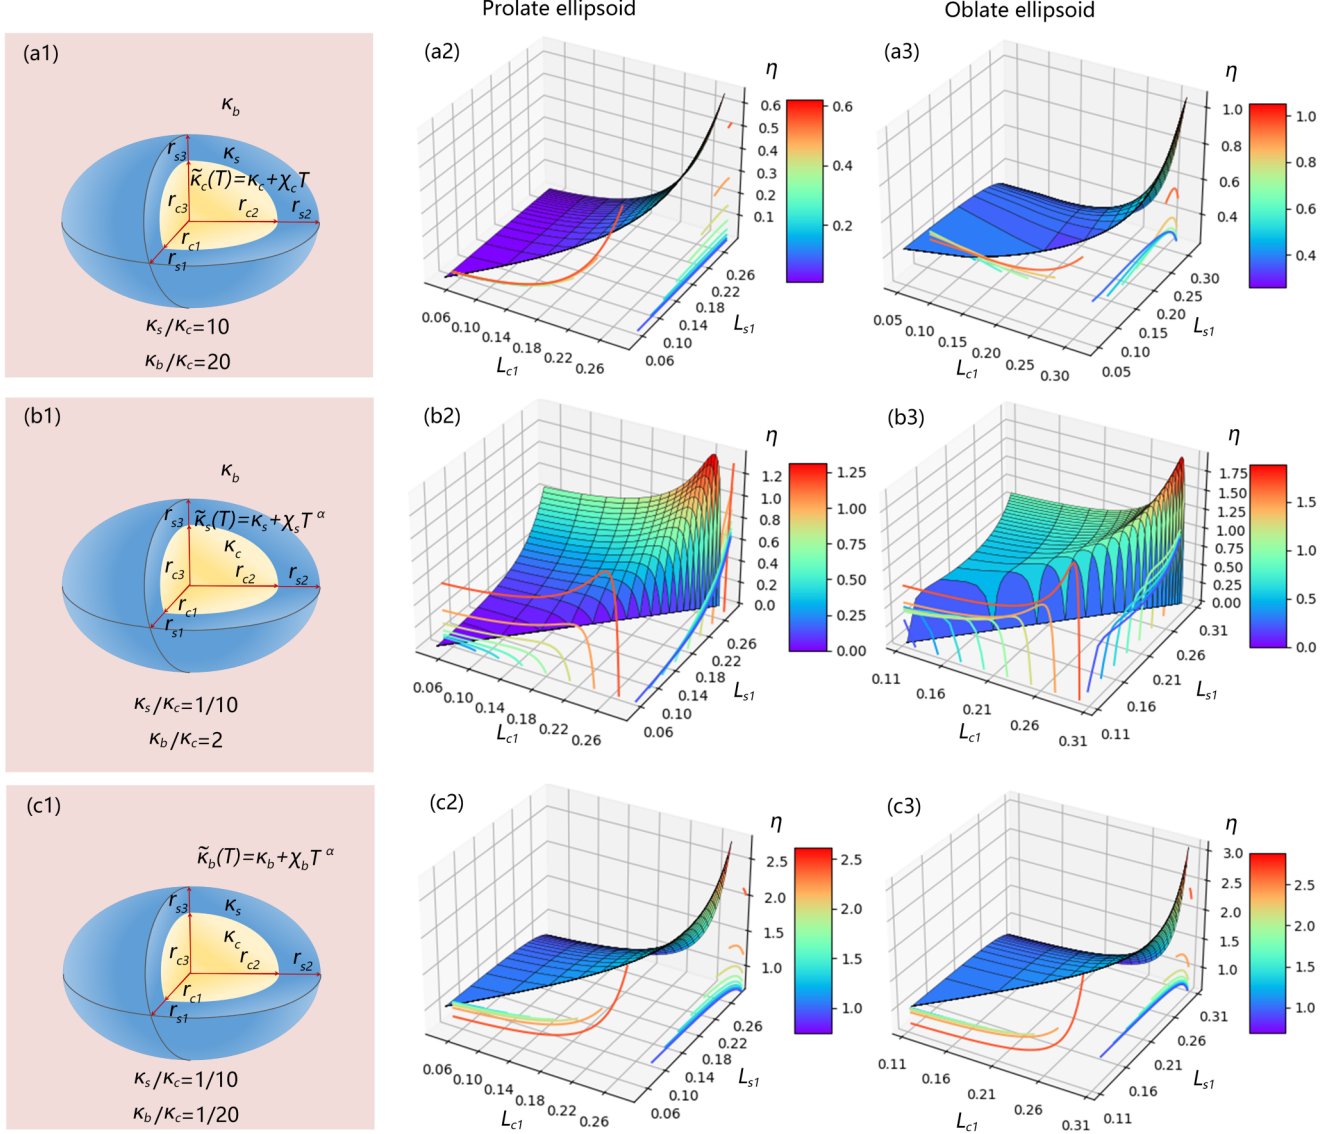 Prolate ellipsoid
Oblate ellipsoid
(a1)
κb
rs3
κs
κ̃c(T)=κc+χcT
rc3
rc2
rs2
rc1
rs1
κs/κc=10
κb/κc=20
(a2)
η
0.6
0.5
0.4
0.3
0.2
0.1
0.6
0.4
0.2
0.26
0.22
0.18
0.14
0.10
0.06
Ls1
0.06
0.10
0.14
0.18
0.22
0.26
Lc1
(a3)
η
1.0
0.8
0.6
0.4
1.0
0.8
0.6
0.4
0.30
0.25
0.20
0.15
0.10
0.05
Ls1
0.05
0.10
0.15
0.20
0.25
0.30
Lc1
(b1)
κb
rs3
κ̃s(T)=κs+χsT α
κc
rc3
rc2
rs2
rc1
rs1
κs/κc=1/10
κb/κc=2
(b2)
η
1.2
1.0
0.8
0.6
0.4
0.2
0.0
1.25
1.00
0.75
0.50
0.25
0.00
0.26
0.22
0.18
0.14
0.10
0.06
Ls1
0.06
0.10
0.14
0.18
0.22
0.26
Lc1
(b3)
η
1.75
1.50
1.25
1.00
0.75
0.50
0.25
0.00
1.5
1.0
0.5
0.0
0.31
0.26
0.21
0.16
0.11
Ls1
0.11
0.16
0.21
0.26
0.31
Lc1
(c1)
κ̃b(T)=κb+χbT α
rs3
κs
κc
rc3
rc2
rs2
rc1
rs1
κs/κc=1/10
κb/κc=1/20
(c2)
η
2.5
2.0
1.5
1.0
2.5
2.0
1.5
1.0
0.26
0.22
0.18
0.14
0.10
0.06
Ls1
0.06
0.10
0.14
0.18
0.22
0.26
Lc1
(c3)
η
3.0
2.5
2.0
1.5
1.0
2.5
2.0
1.5
1.0
0.31
0.26
0.21
0.16
0.11
Ls1
0.11
0.16
0.21
0.26
0.31
Lc1